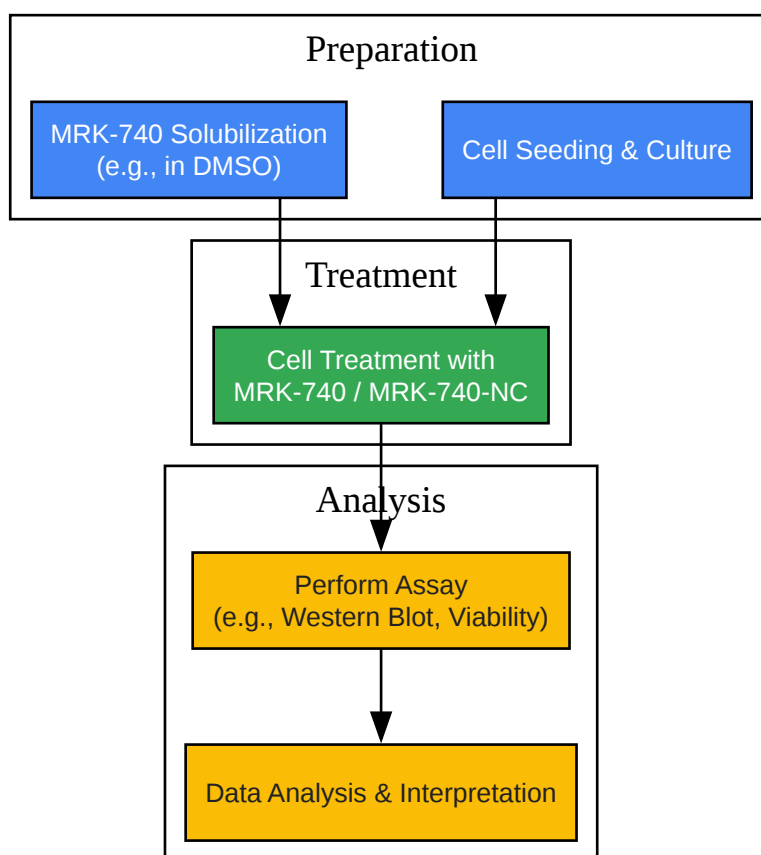 Preparation
MRK-740 Solubilization
(e.g., in DMSO)
Cell Seeding & Culture
Treatment
Cell Treatment with
MRK-740 / MRK-740-NC
Analysis
Perform Assay
(e.g., Western Blot, Viability)
Data Analysis & Interpretation